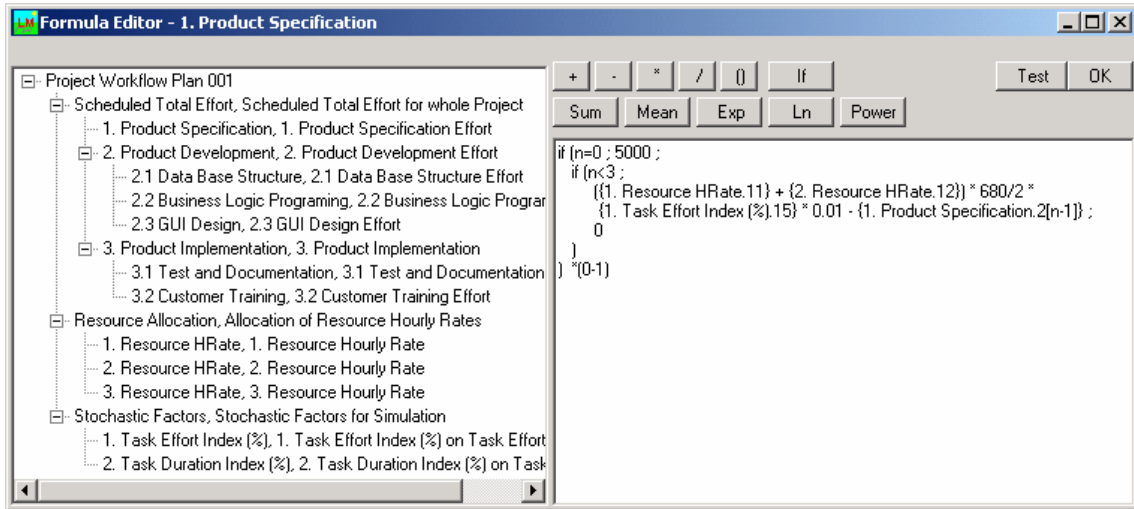 LM Formula Editor - 1. Product Specification
Project Workflow Plan 001
Scheduled Total Effort, Scheduled Total Effort for whole Project
1. Product Specification, 1. Product Specification Effort
2. Product Development, 2. Product Development Effort
2.1 Data Base Structure, 2.1 Data Base Structure Effort
2.2 Business Logic Programing, 2.2 Business Logic Prograr
2.3 GUI Design, 2.3 GUI Design Effort
3. Product Implementation, 3. Product Implementation
3.1 Test and Documentation, 3.1 Test and Documentation
3.2 Customer Training, 3.2 Customer Training Effort
Resource Allocation, Allocation of Resource Hourly Rates
1. Resource HRate, 1. Resource Hourly Rate
2. Resource HRate, 2. Resource Hourly Rate
3. Resource HRate, 3. Resource Hourly Rate
Stochastic Factors, Stochastic Factors for Simulation
1. Task Effort Index (%), 1. Task Effort Index (%) on Task Effort
2. Task Duration Index (%), 2. Task Duration Index (%) on Task
+ - * / () If Test OK
Sum Mean Exp Ln Power
if (n=0 ; 5000 ;
if (n<3 ;
({1. Resource HRate.11} + {2. Resource HRate.12}) * 680/2 *
{1. Task Effort Index (%).15} * 0.01 - {1. Product Specification.2[n-1]} ;
0
)
) *(0-1)